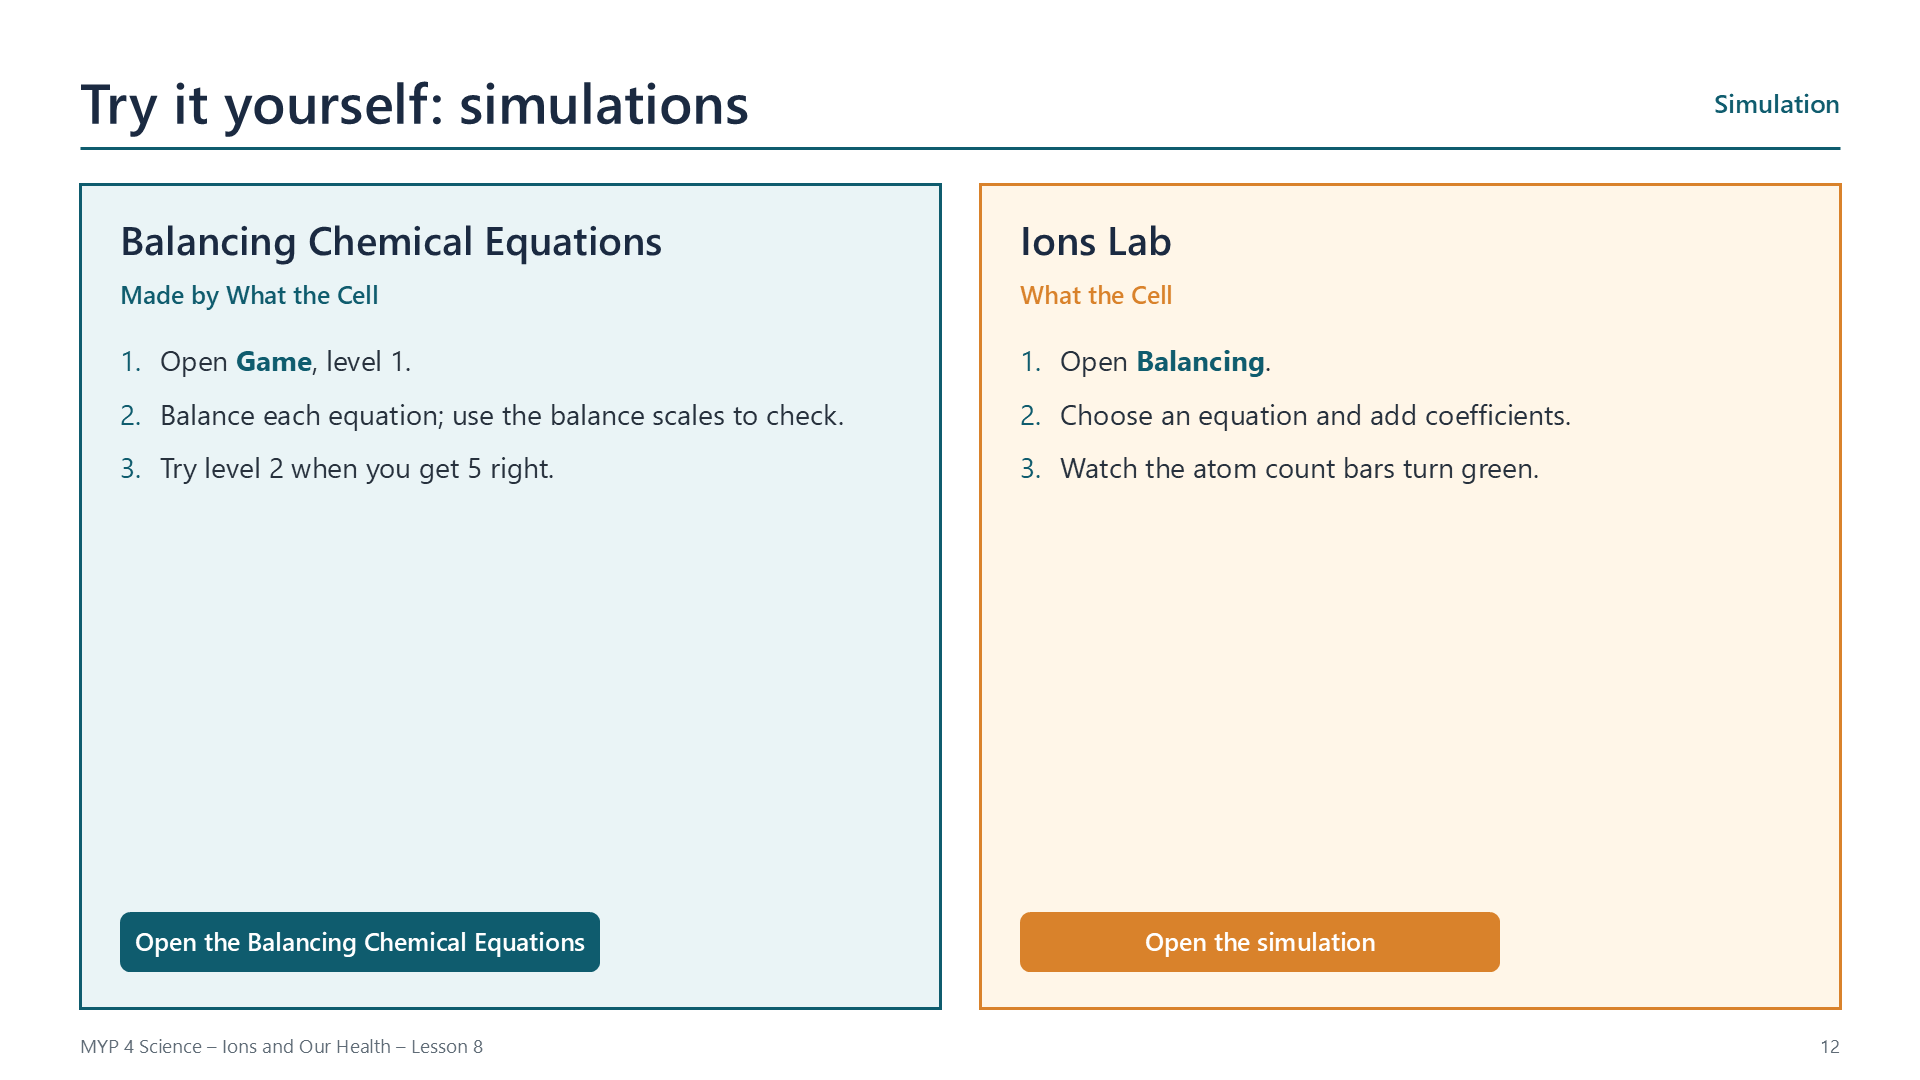 Try it yourself: simulations
Simulation
Balancing Chemical Equations
Made by What the Cell
1. Open Game, level 1.
2. Balance each equation; use the balance scales to check.
3. Try level 2 when you get 5 right.
Open the Balancing Chemical Equations
Ions Lab
What the Cell
1. Open Balancing.
2. Choose an equation and add coefficients.
3. Watch the atom count bars turn green.
Open the simulation
MYP 4 Science – Ions and Our Health – Lesson 8
12